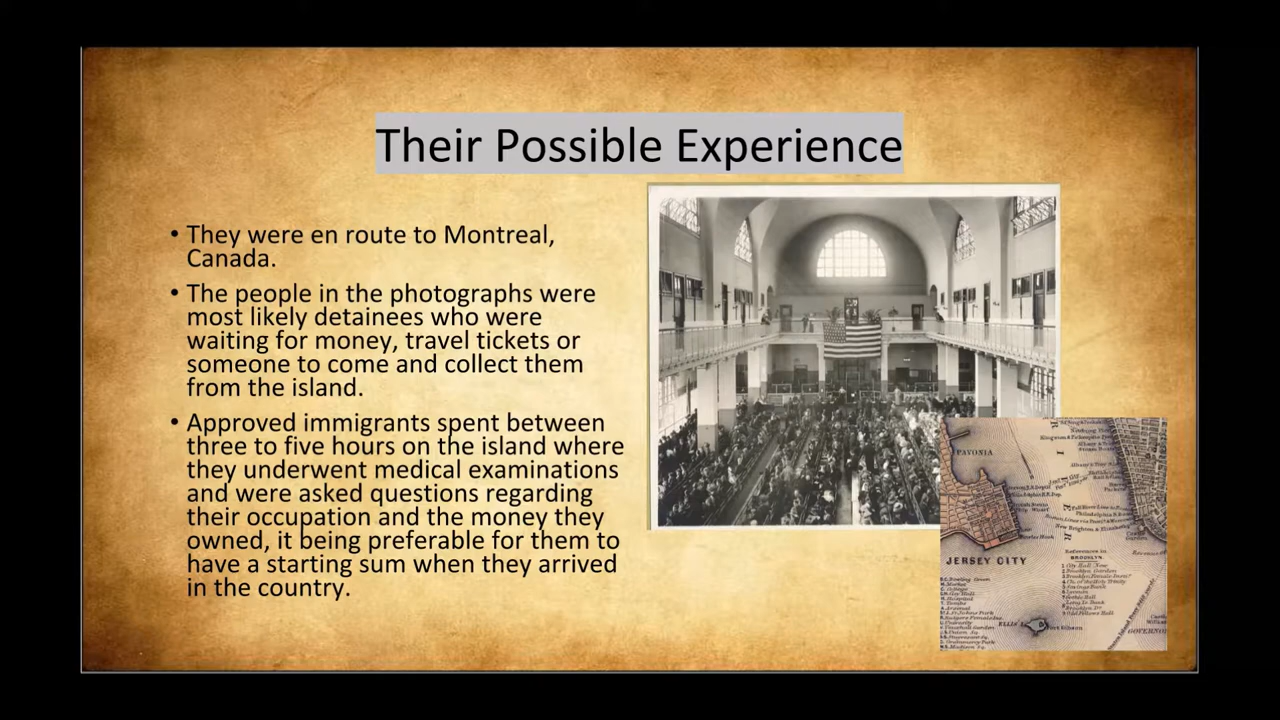 Their Possible Experience
• They were en route to Montreal,
Canada.
• The people in the photographs were
most likely detainees who were
waiting for money, travel tickets or
someone to come and collect them
from the island.
• Approved immigrants spent between
three to five hours on the island where
they underwent medical examinations
and were asked questions regarding
their occupation and the money they
owned, it being preferable for them to
have a starting sum when they arrived
in the country.
PAVONIA
JERSEY CITY
References in
BROOKLYN.
ELLIS I.